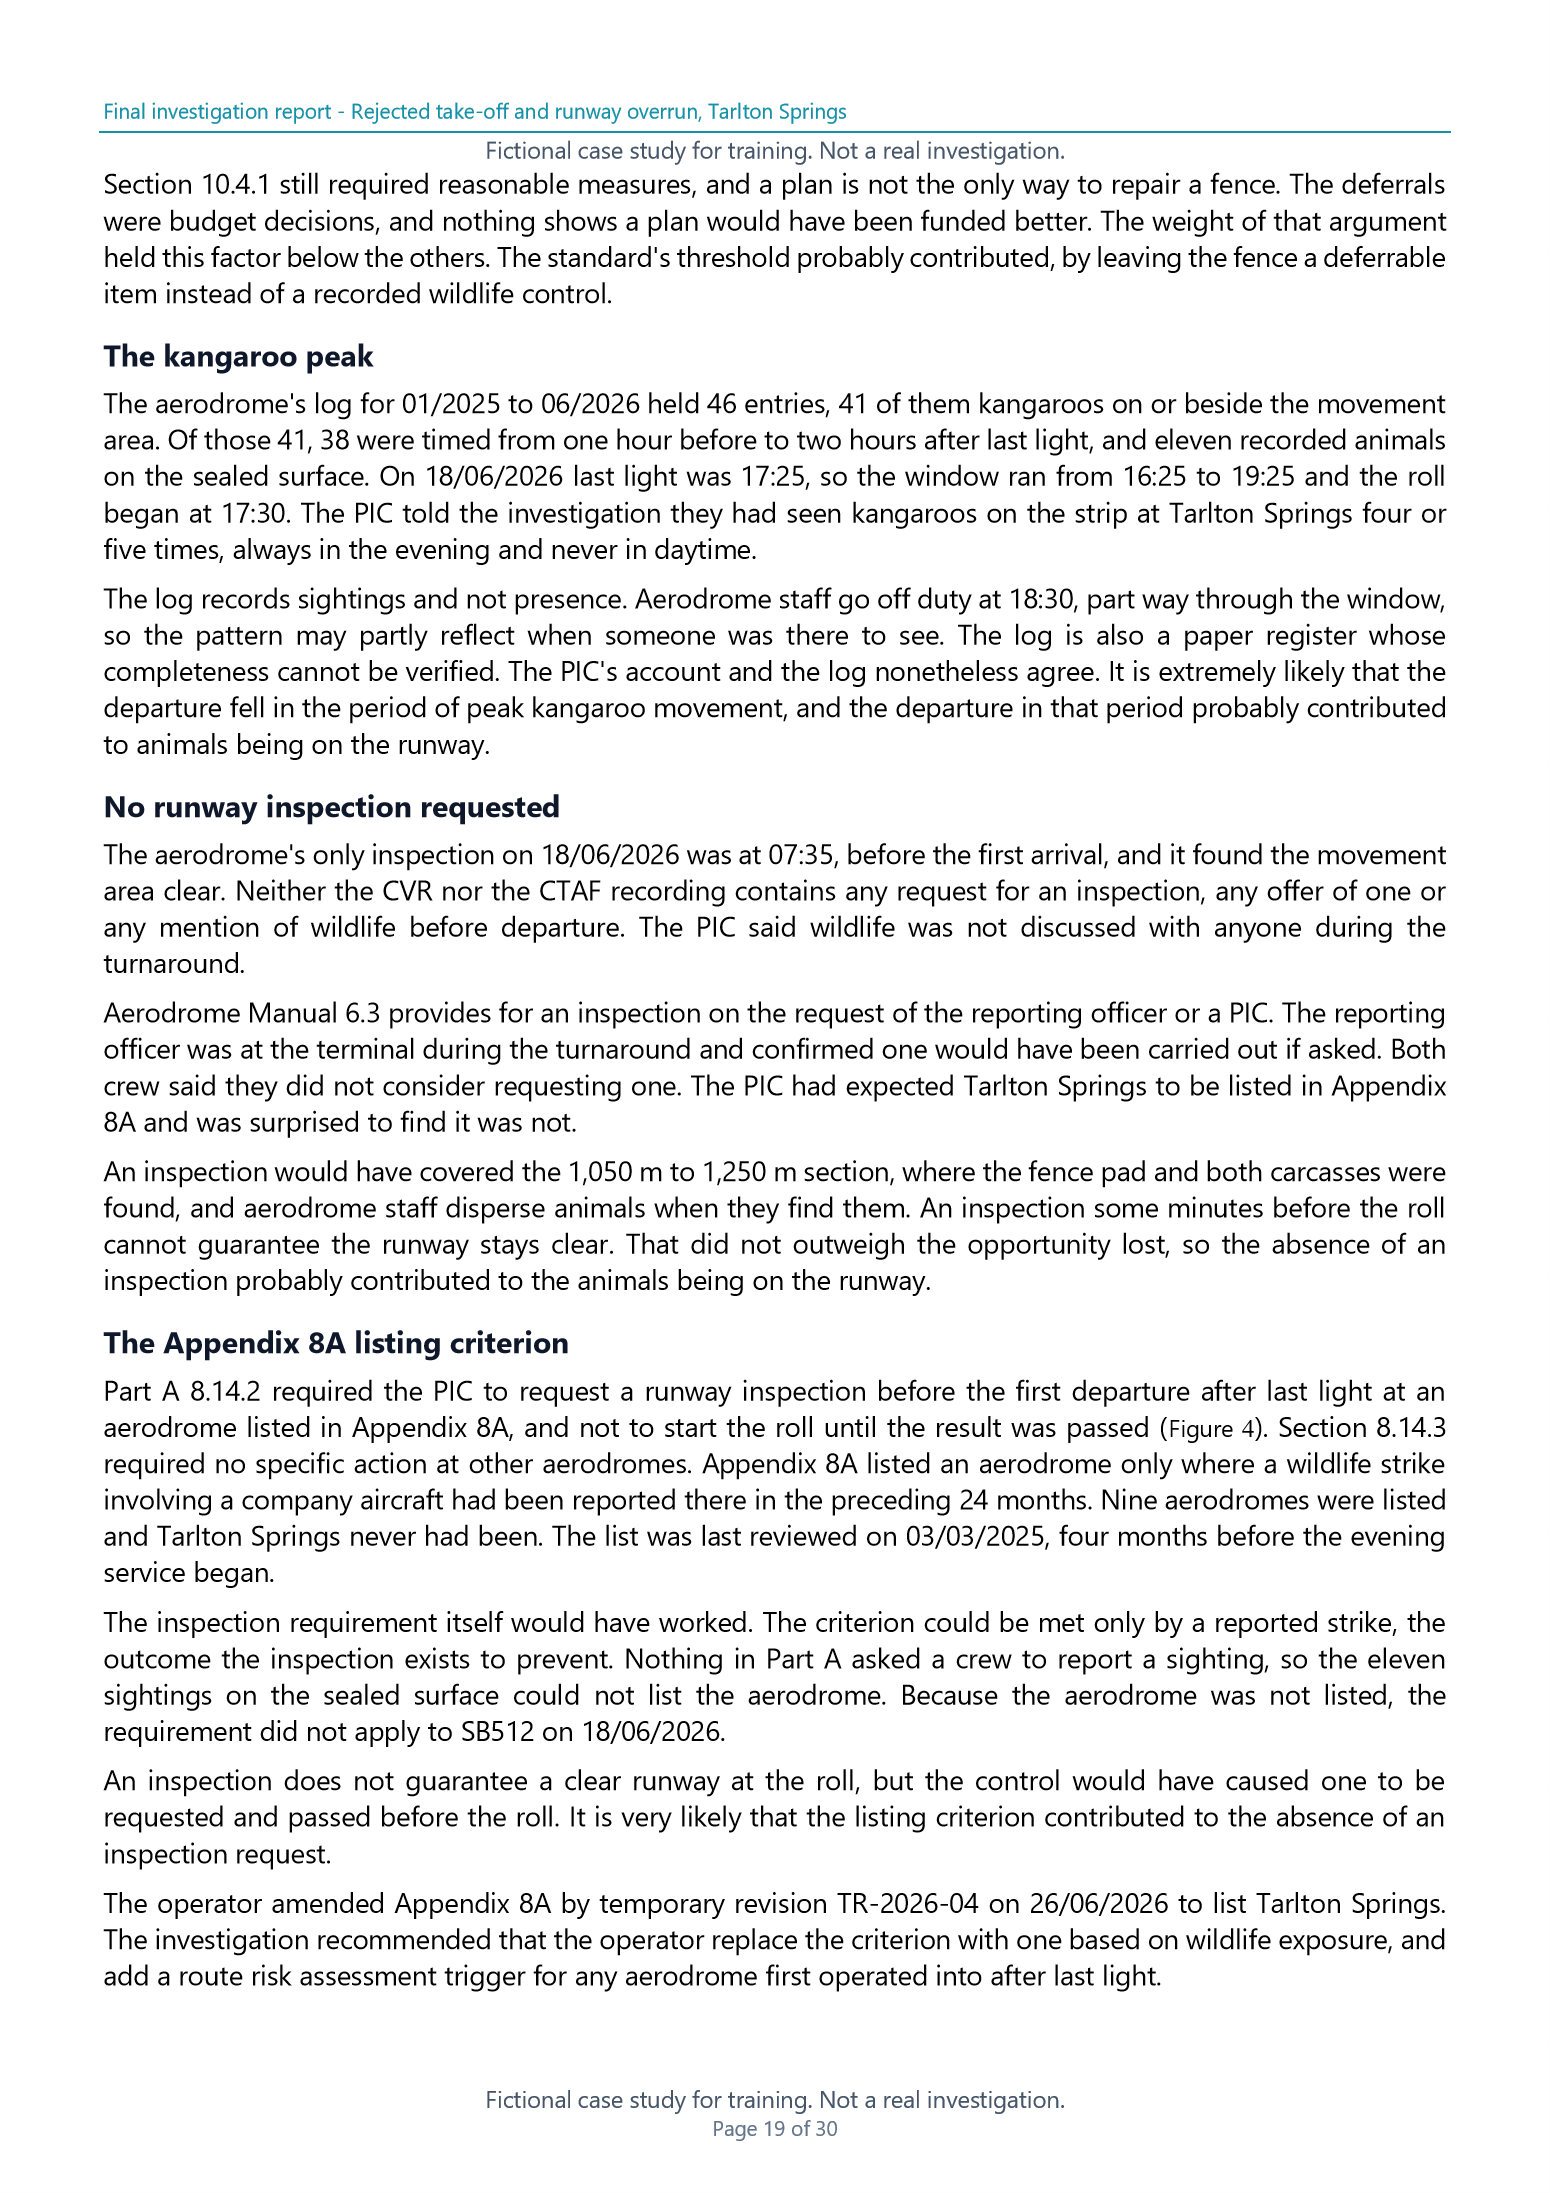 Final investigation report - Rejected take-off and runway overrun, Tarlton Springs
Fictional case study for training. Not a real investigation.
Section 10.4.1 still required reasonable measures, and a plan is not the only way to repair a fence. The deferrals
were budget decisions, and nothing shows a plan would have been funded better. The weight of that argument
held this factor below the others. The standard's threshold probably contributed, by leaving the fence a deferrable
item instead of a recorded wildlife control.
The kangaroo peak
The aerodrome's log for 01/2025 to 06/2026 held 46 entries, 41 of them kangaroos on or beside the movement
area. Of those 41, 38 were timed from one hour before to two hours after last light, and eleven recorded animals
on the sealed surface. On 18/06/2026 last light was 17:25, so the window ran from 16:25 to 19:25 and the roll
began at 17:30. The PIC told the investigation they had seen kangaroos on the strip at Tarlton Springs four or
five times, always in the evening and never in daytime.
The log records sightings and not presence. Aerodrome staff go off duty at 18:30, part way through the window,
so the pattern may partly reflect when someone was there to see. The log is also a paper register whose
completeness cannot be verified. The PIC's account and the log nonetheless agree. It is extremely likely that the
departure fell in the period of peak kangaroo movement, and the departure in that period probably contributed
to animals being on the runway.
No runway inspection requested
The aerodrome's only inspection on 18/06/2026 was at 07:35, before the first arrival, and it found the movement
area clear. Neither the CVR nor the CTAF recording contains any request for an inspection, any offer of one or
any mention of wildlife before departure. The PIC said wildlife was not discussed with anyone during the
turnaround.
Aerodrome Manual 6.3 provides for an inspection on the request of the reporting officer or a PIC. The reporting
officer was at the terminal during the turnaround and confirmed one would have been carried out if asked. Both
crew said they did not consider requesting one. The PIC had expected Tarlton Springs to be listed in Appendix
8A and was surprised to find it was not.
An inspection would have covered the 1,050 m to 1,250 m section, where the fence pad and both carcasses were
found, and aerodrome staff disperse animals when they find them. An inspection some minutes before the roll
cannot guarantee the runway stays clear. That did not outweigh the opportunity lost, so the absence of an
inspection probably contributed to the animals being on the runway.
The Appendix 8A listing criterion
Part A 8.14.2 required the PIC to request a runway inspection before the first departure after last light at an
aerodrome listed in Appendix 8A, and not to start the roll until the result was passed (Figure 4). Section 8.14.3
required no specific action at other aerodromes. Appendix 8A listed an aerodrome only where a wildlife strike
involving a company aircraft had been reported there in the preceding 24 months. Nine aerodromes were listed
and Tarlton Springs never had been. The list was last reviewed on 03/03/2025, four months before the evening
service began.
The inspection requirement itself would have worked. The criterion could be met only by a reported strike, the
outcome the inspection exists to prevent. Nothing in Part A asked a crew to report a sighting, so the eleven
sightings on the sealed surface could not list the aerodrome. Because the aerodrome was not listed, the
requirement did not apply to SB512 on 18/06/2026.
An inspection does not guarantee a clear runway at the roll, but the control would have caused one to be
requested and passed before the roll. It is very likely that the listing criterion contributed to the absence of an
inspection request.
The operator amended Appendix 8A by temporary revision TR-2026-04 on 26/06/2026 to list Tarlton Springs.
The investigation recommended that the operator replace the criterion with one based on wildlife exposure, and
add a route risk assessment trigger for any aerodrome first operated into after last light.
Fictional case study for training. Not a real investigation.
Page 19 of 30